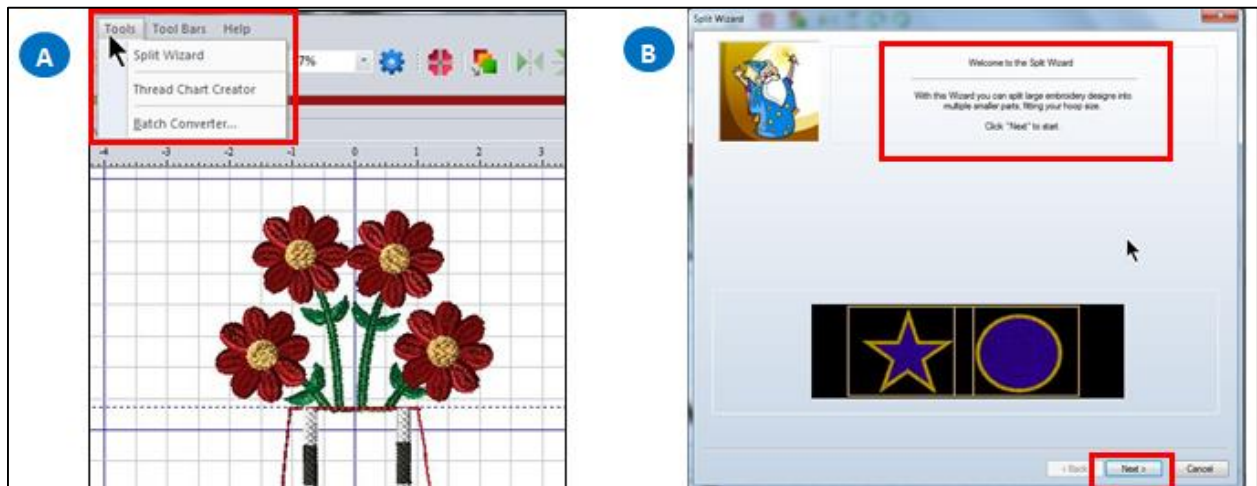 A
Tools Tool Bars Help
Split Wizard
7%
Thread Chart Creator
Batch Converter...
-4 -3 -2 -1 0 1 2 3
B
Split Wizard
Welcome to the Split Wizard
With this Wizard you can split large embroidery designs into
multiple smaller parts, fitting your hoop size.
Click "Next" to start.
< Back Next > Cancel